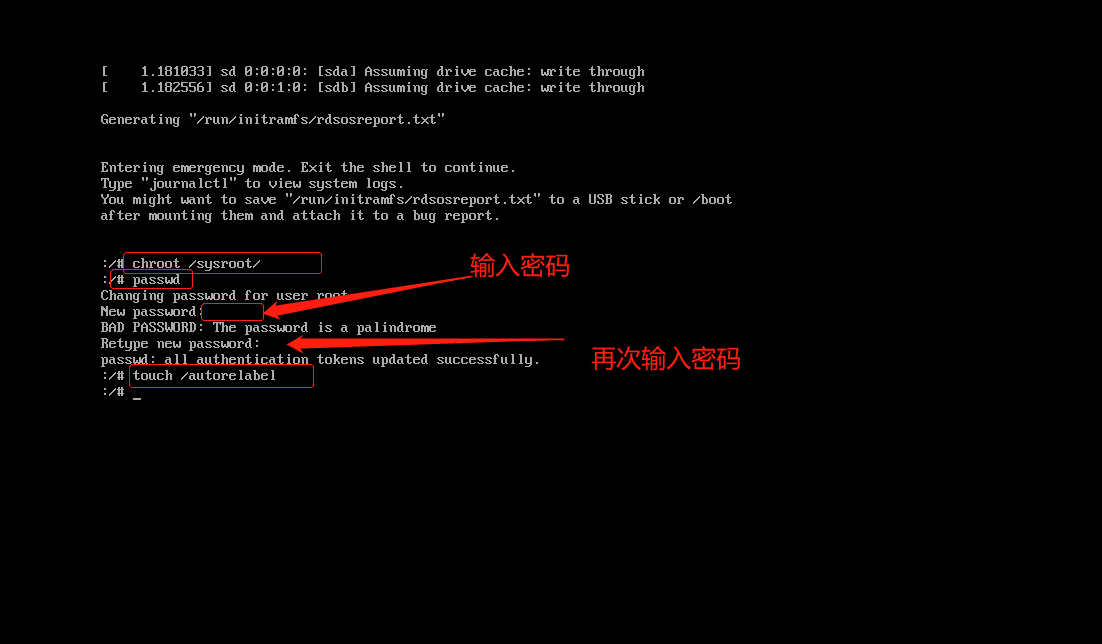 [    1.181033] sd 0:0:0:0: [sda] Assuming drive cache: write through
[    1.182556] sd 0:0:1:0: [sdb] Assuming drive cache: write through
Generating "/run/initramfs/rdsosreport.txt"
Entering emergency mode. Exit the shell to continue.
Type "journalctl" to view system logs.
You might want to save "/run/initramfs/rdsosreport.txt" to a USB stick or /boot
after mounting them and attach it to a bug report.
:/# chroot /sysroot/
:/# passwd
输入密码
Changing password for user root
New password:
BAD PASSWORD: The password is a palindrome
Retype new password:
再次输入密码
passwd: all authentication tokens updated successfully.
:/# touch /autorelabel
:/# _